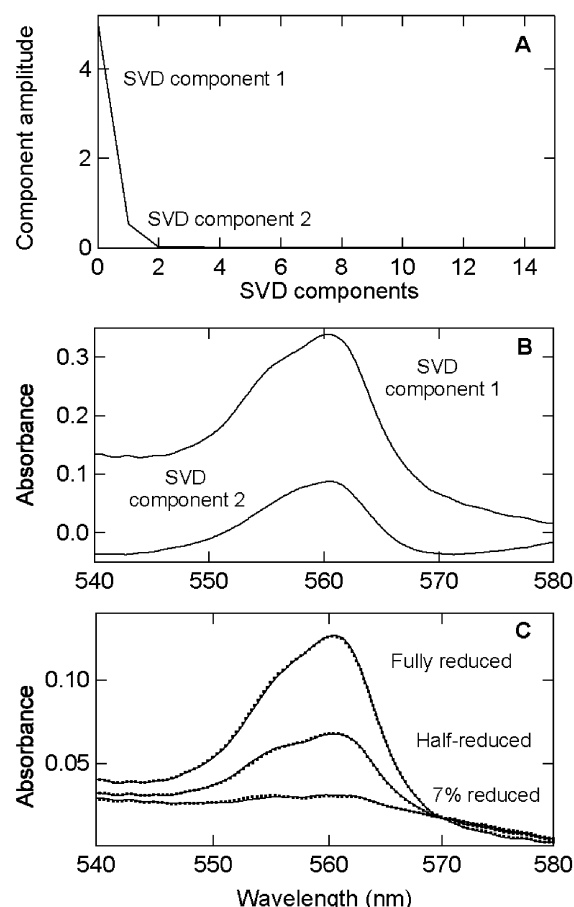 A
Component amplitude
4
2
0
SVD component 1
SVD component 2
0 2 4 6 8 10 12 14
SVD components
B
Absorbance
0.3
0.2
0.1
0.0
SVD
component 1
SVD
component 2
540 550 560 570 580
C
Absorbance
0.10
0.05
Fully reduced
Half-reduced
7% reduced
540 550 560 570 580
Wavelength (nm)